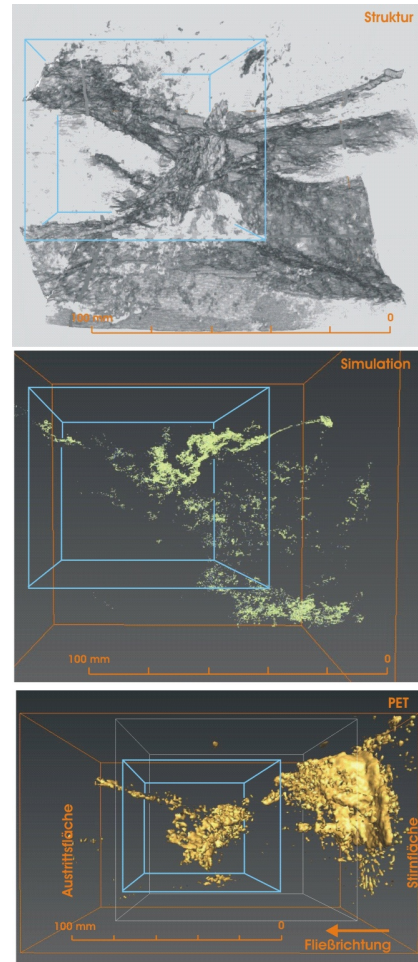 Struktur
100 mm
0
Simulation
100 mm
0
PET
Austrittsfläche
Stirnfläche
100 mm
0
Fließrichtung